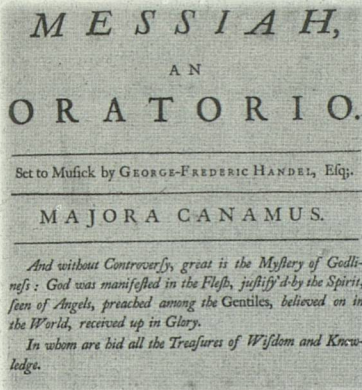 MESSIAH,
AN
ORATORIO.
Set to Muſick by GEORGE-FREDERIC HANDEL, Eſq;.
MAJORA CANAMUS.
And without Controverſy, great is the Myſtery of Godli-
neſs: God was manifeſted in the Fleſh, juſtify'd by the Spirit,
ſeen of Angels, preached among the Gentiles, believed on in
the World, received up in Glory.
In whom are hid all the Treaſures of Wiſdom and Know-
ledge.